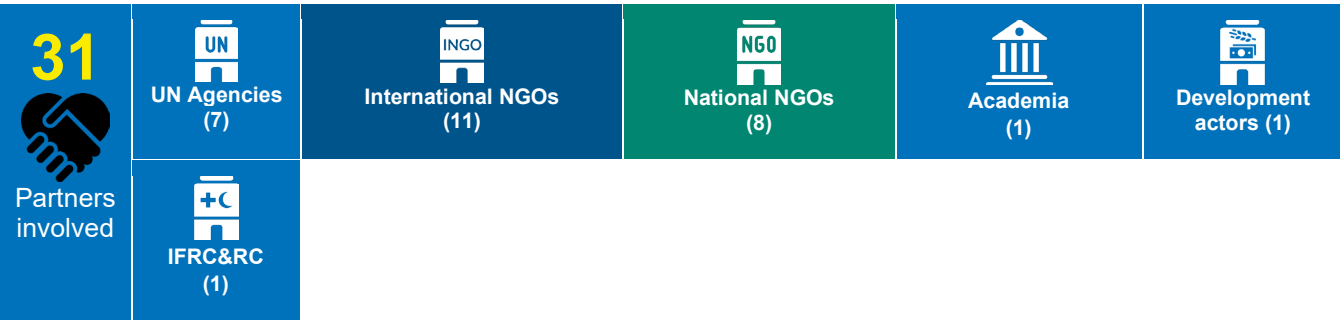 31
Partners
involved
UN
UN Agencies
(7)
INGO
International NGOs
(11)
NGO
National NGOs
(8)
Academia
(1)
Development
actors (1)
IFRC&RC
(1)